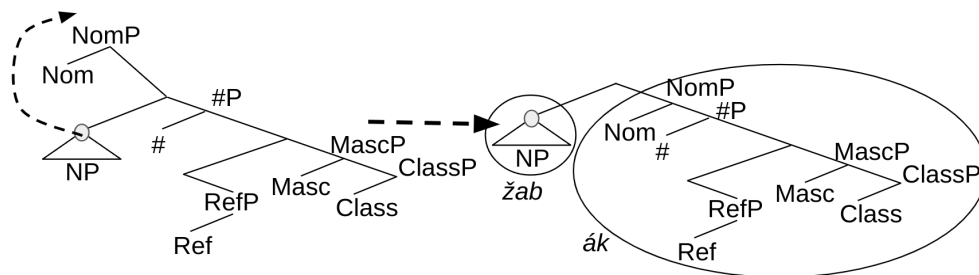 NomP
Nom
#P
#
NP
MascP
ClassP
Masc
Class
RefP
Ref
NomP
Nom
#P
#
NP
žab
MascP
ClassP
Masc
Class
RefP
Ref
ák